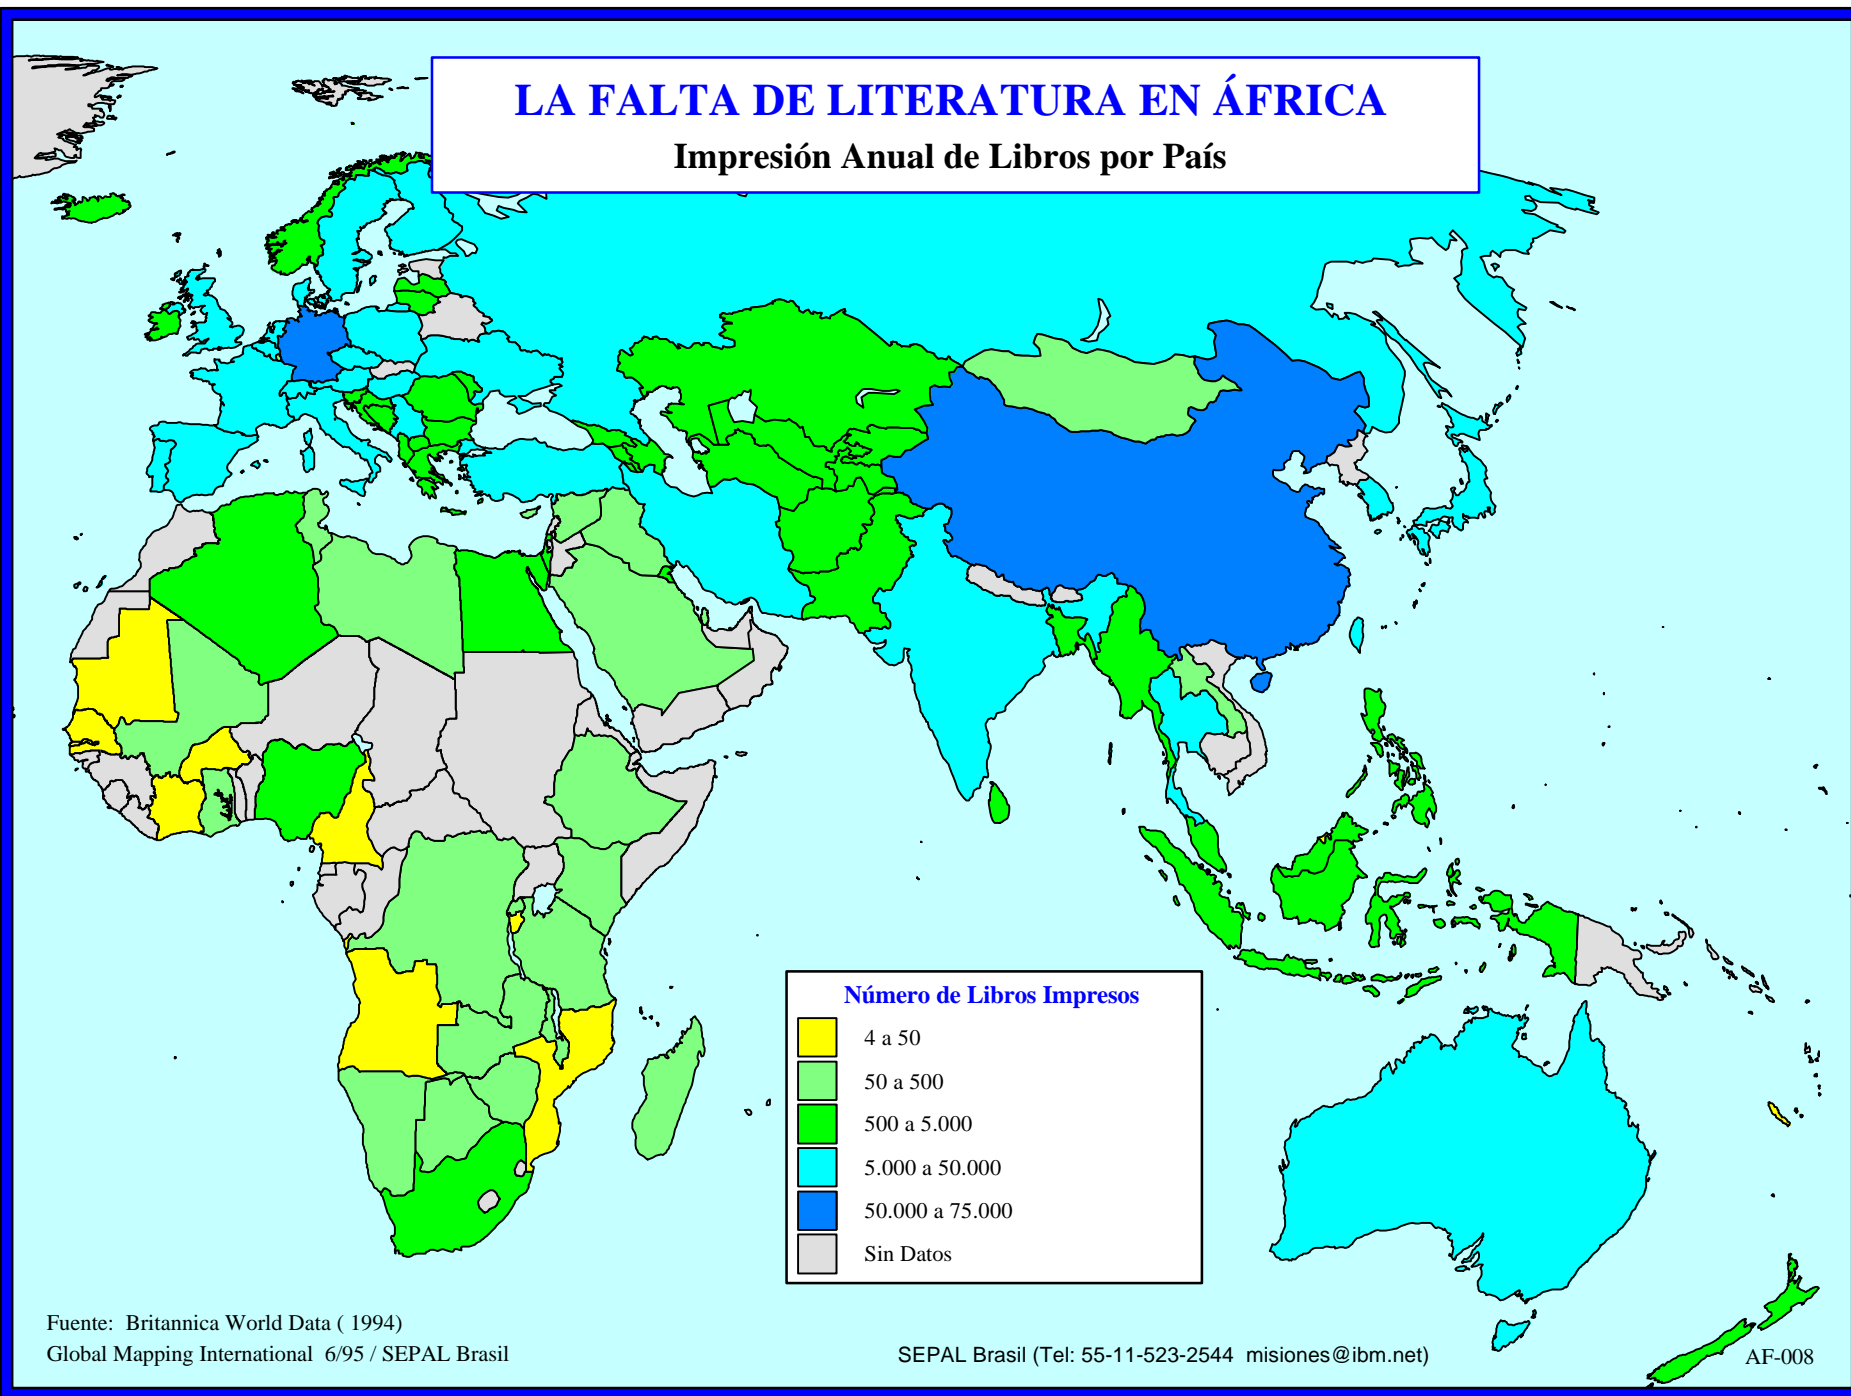 LA FALTA DE LITERATURA EN ÁFRICA
Impresión Anual de Libros por País
Número de Libros Impresos
4 a 50
50 a 500
500 a 5.000
5.000 a 50.000
50.000 a 75.000
Sin Datos
Fuente: Britannica World Data ( 1994)
Global Mapping International 6/95 / SEPAL Brasil
SEPAL Brasil (Tel: 55-11-523-2544 misiones@ibm.net)
AF-008